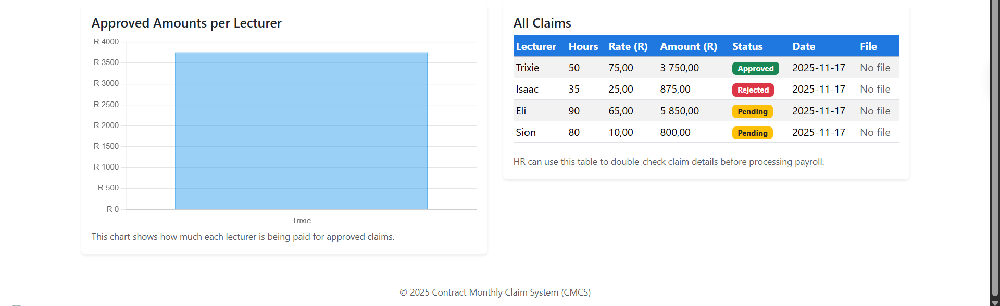 Approved Amounts per Lecturer
R 4000
R 3500
R 3000
R 2500
R 2000
R 1500
R 1000
R 500
R 0
Trixie
This chart shows how much each lecturer is being paid for approved claims.
All Claims
Lecturer Hours Rate (R) Amount (R) Status Date File
Trixie 50 75,00 3 750,00 Approved 2025-11-17 No file
Isaac 35 25,00 875,00 Rejected 2025-11-17 No file
Eli 90 65,00 5 850,00 Pending 2025-11-17 No file
Sion 80 10,00 800,00 Pending 2025-11-17 No file
HR can use this table to double-check claim details before processing payroll.
© 2025 Contract Monthly Claim System (CMCS)